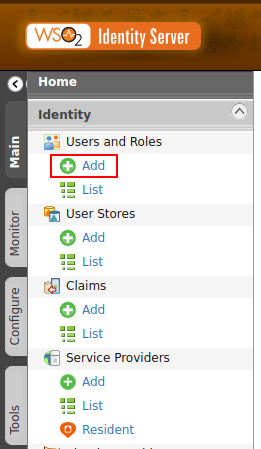 WSO2 Identity Server
Home
Identity
Main
Users and Roles
Add
List
Monitor
User Stores
Add
List
Configure
Claims
Add
List
Service Providers
Add
List
Tools
Resident